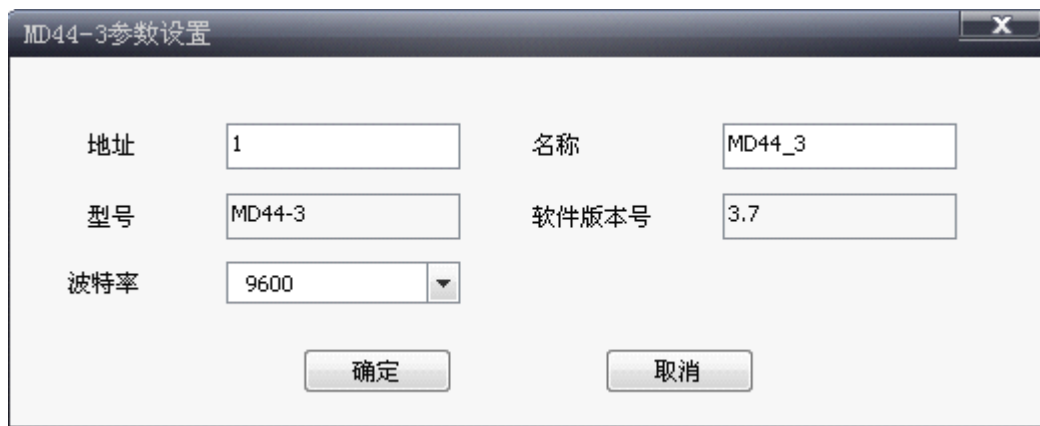 MD44-3参数设置
地址 1 名称 MD44_3
型号 MD44-3 软件版本号 3.7
波特率 9600
确定 取消